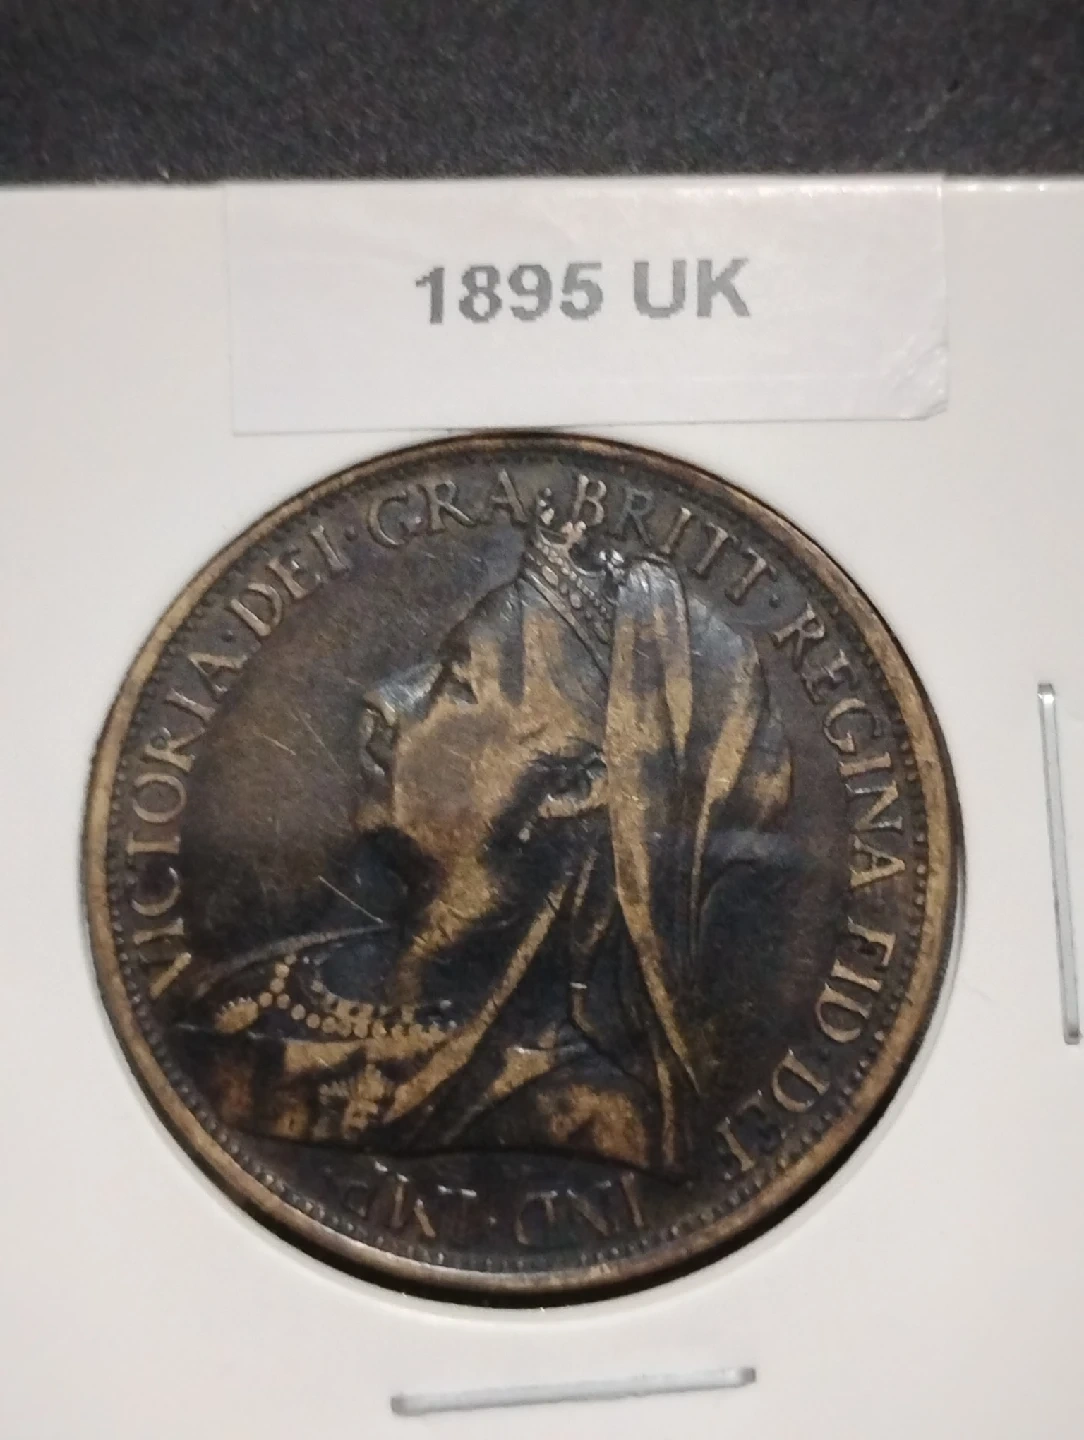 1895 UK
VICTORIA·DEI·GRA·BRITT·REGINA·FID·DEF·IND·IMP·